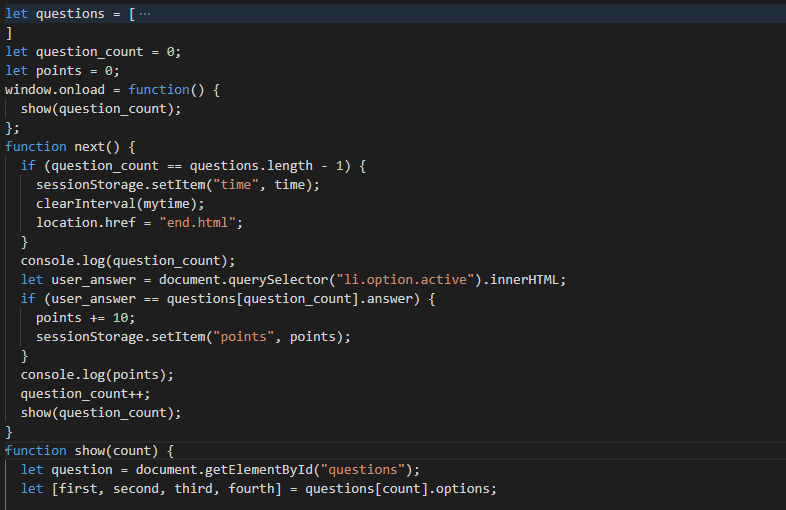 let questions = [ ···
]
let question_count = 0;
let points = 0;
window.onload = function() {
  show(question_count);
};
function next() {
  if (question_count == questions.length - 1) {
    sessionStorage.setItem("time", time);
    clearInterval(mytime);
    location.href = "end.html";
  }
  console.log(question_count);
  let user_answer = document.querySelector("li.option.active").innerHTML;
  if (user_answer == questions[question_count].answer) {
    points += 10;
    sessionStorage.setItem("points", points);
  }
  console.log(points);
  question_count++;
  show(question_count);
}
function show(count) {
  let question = document.getElementById("questions");
  let [first, second, third, fourth] = questions[count].options;